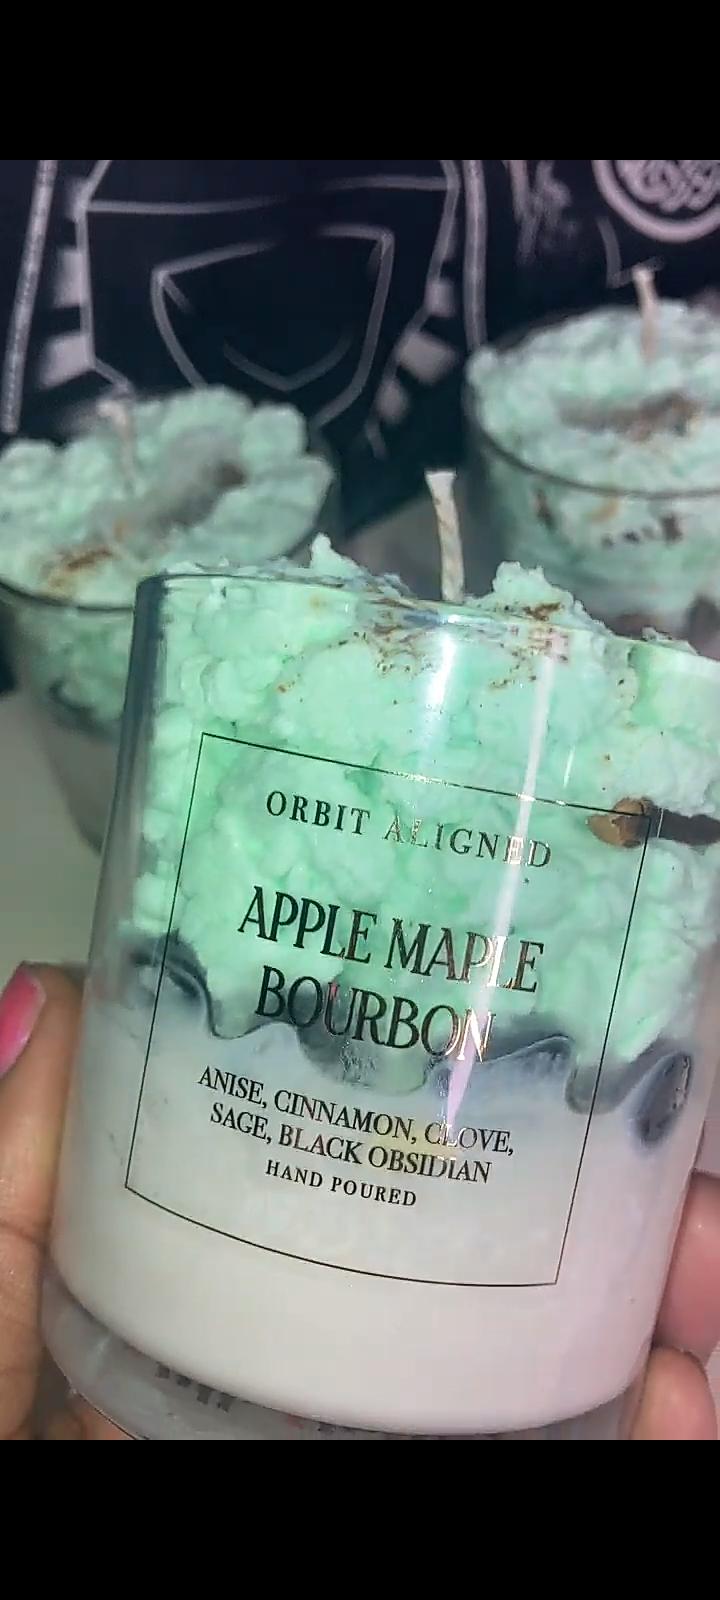 ORBIT ALIGNED
APPLE MAPLE
BOURBON
ANISE, CINNAMON, CLOVE,
SAGE, BLACK OBSIDIAN
HAND POURED